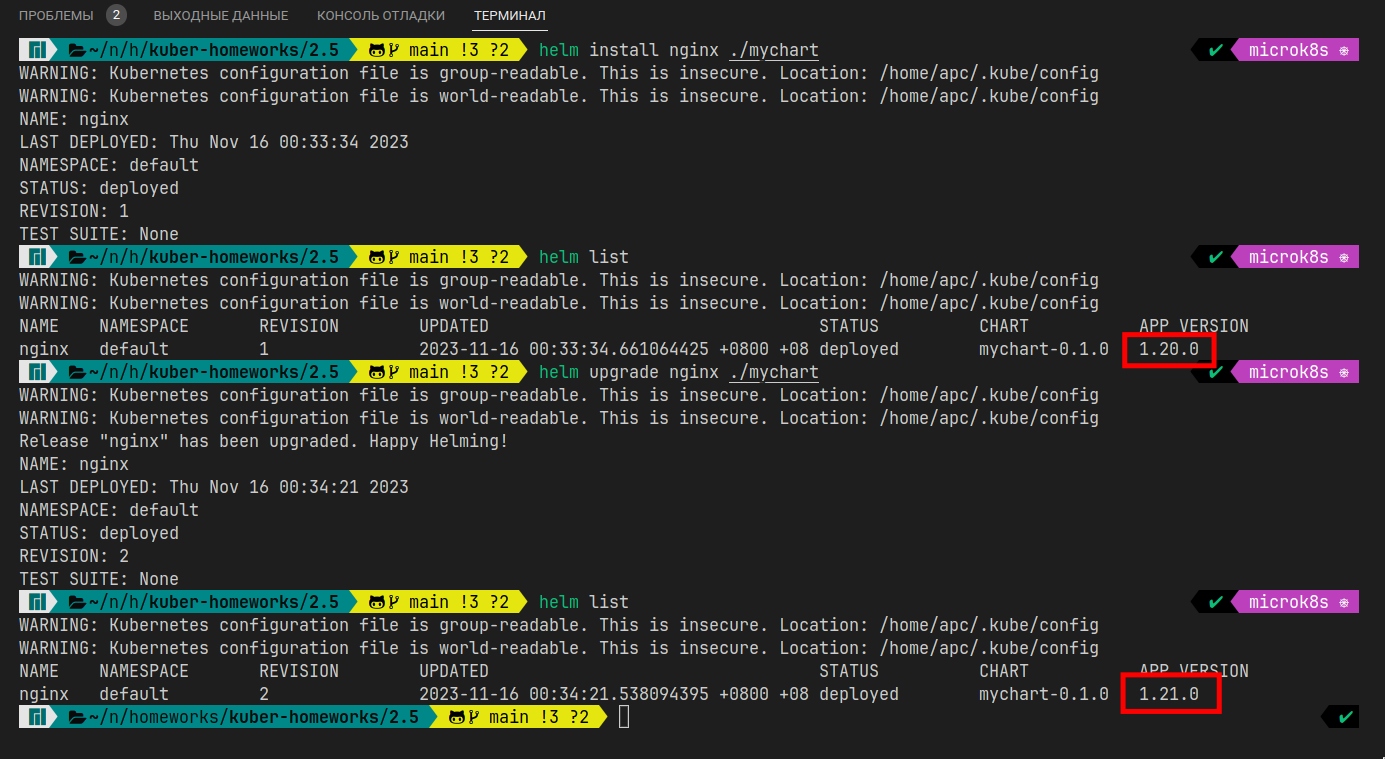 ПРОБЛЕМЫ 2 ВЫХОДНЫЕ ДАННЫЕ КОНСОЛЬ ОТЛАДКИ ТЕРМИНАЛ
~/n/h/kuber-homeworks/2.5 main !3 ?2 helm install nginx ./mychart ✔ microk8s ⎈
WARNING: Kubernetes configuration file is group-readable. This is insecure. Location: /home/apc/.kube/config
WARNING: Kubernetes configuration file is world-readable. This is insecure. Location: /home/apc/.kube/config
NAME: nginx
LAST DEPLOYED: Thu Nov 16 00:33:34 2023
NAMESPACE: default
STATUS: deployed
REVISION: 1
TEST SUITE: None
~/n/h/kuber-homeworks/2.5 main !3 ?2 helm list ✔ microk8s ⎈
WARNING: Kubernetes configuration file is group-readable. This is insecure. Location: /home/apc/.kube/config
WARNING: Kubernetes configuration file is world-readable. This is insecure. Location: /home/apc/.kube/config
NAME NAMESPACE REVISION UPDATED STATUS CHART APP VERSION
nginx default 1 2023-11-16 00:33:34.661064425 +0800 +08 deployed mychart-0.1.0 1.20.0
~/n/h/kuber-homeworks/2.5 main !3 ?2 helm upgrade nginx ./mychart ✔ microk8s ⎈
WARNING: Kubernetes configuration file is group-readable. This is insecure. Location: /home/apc/.kube/config
WARNING: Kubernetes configuration file is world-readable. This is insecure. Location: /home/apc/.kube/config
Release "nginx" has been upgraded. Happy Helming!
NAME: nginx
LAST DEPLOYED: Thu Nov 16 00:34:21 2023
NAMESPACE: default
STATUS: deployed
REVISION: 2
TEST SUITE: None
~/n/h/kuber-homeworks/2.5 main !3 ?2 helm list ✔ microk8s ⎈
WARNING: Kubernetes configuration file is group-readable. This is insecure. Location: /home/apc/.kube/config
WARNING: Kubernetes configuration file is world-readable. This is insecure. Location: /home/apc/.kube/config
NAME NAMESPACE REVISION UPDATED STATUS CHART APP VERSION
nginx default 2 2023-11-16 00:34:21.538094395 +0800 +08 deployed mychart-0.1.0 1.21.0
~/n/homeworks/kuber-homeworks/2.5 main !3 ?2 ✔